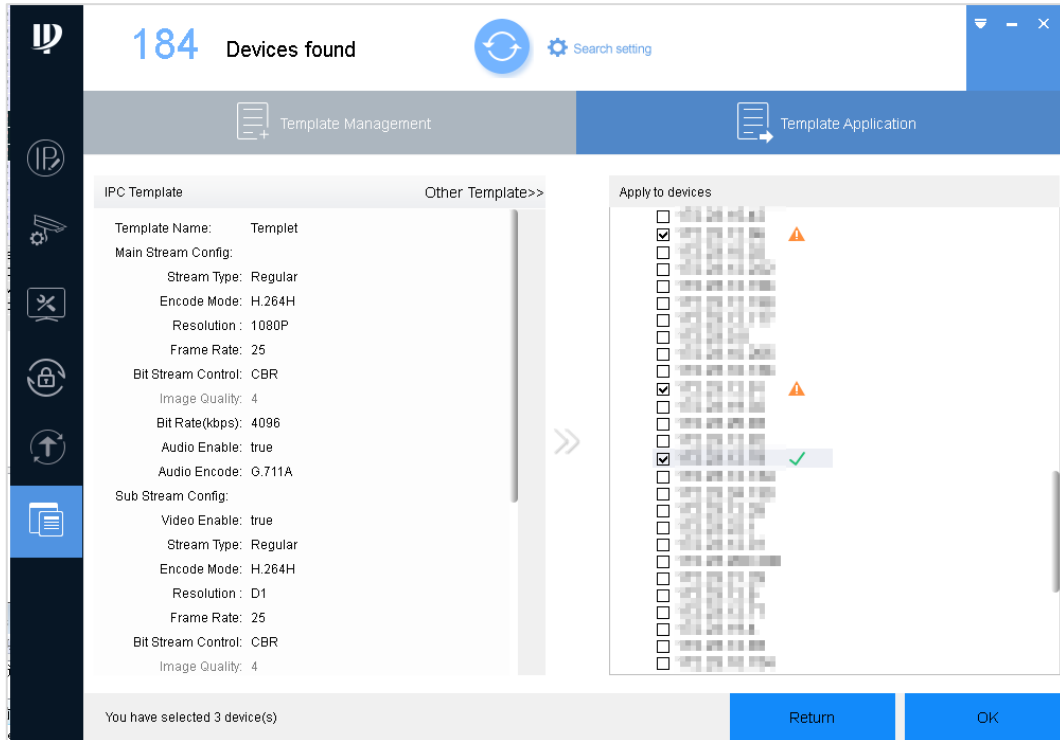 184 Devices found
Search setting
Template Management
Template Application
IPC Template
Other Template>>
Template Name: Templet
Main Stream Config:
Stream Type: Regular
Encode Mode: H.264H
Resolution : 1080P
Frame Rate: 25
Bit Stream Control: CBR
Image Quality: 4
Bit Rate(kbps): 4096
Audio Enable: true
Audio Encode: G.711A
Sub Stream Config:
Video Enable: true
Stream Type: Regular
Encode Mode: H.264H
Resolution : D1
Frame Rate: 25
Bit Stream Control: CBR
Image Quality: 4
Apply to devices
You have selected 3 device(s)
Return
OK
IP